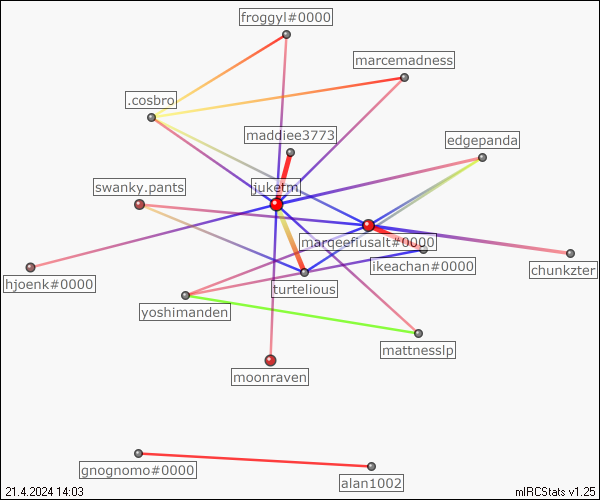 froggyl#0000
marcemadness
.cosbro
maddiee3773
edgepanda
swanky.pants
juketm
marqeefiusalt#0000
ikeachan#0000
chunkzter
hjoenk#0000
turtelious
yoshimanden
mattnesslp
moonraven
gnognomo#0000
alan1002
21.4.2024 14:03
mIRCStats v1.25